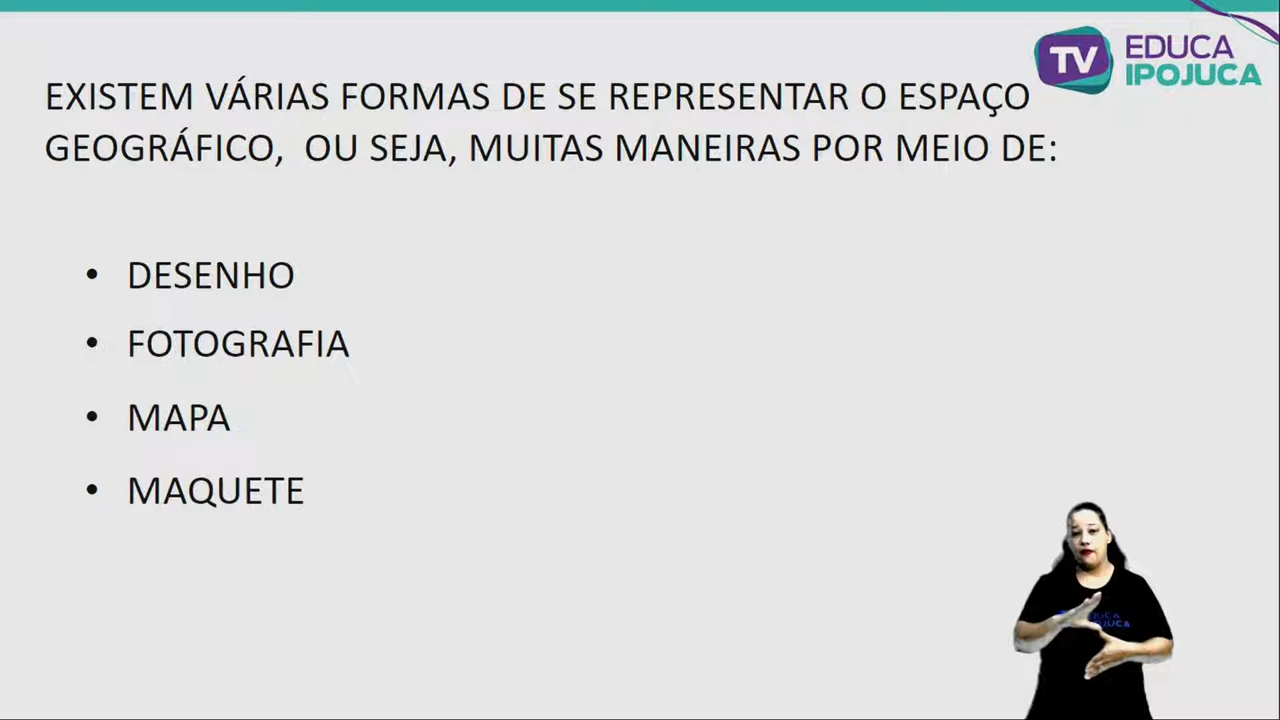 TV EDUCA
IPOJUCA
EXISTEM VÁRIAS FORMAS DE SE REPRESENTAR O ESPAÇO
GEOGRÁFICO, OU SEJA, MUITAS MANEIRAS POR MEIO DE:
• DESENHO
• FOTOGRAFIA
• MAPA
• MAQUETE